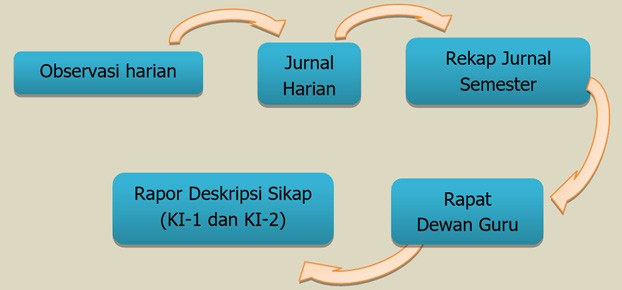 Observasi harian
Jurnal
Harian
Rekap Jurnal
Semester
Rapat
Dewan Guru
Rapor Deskripsi Sikap
(KI-1 dan KI-2)